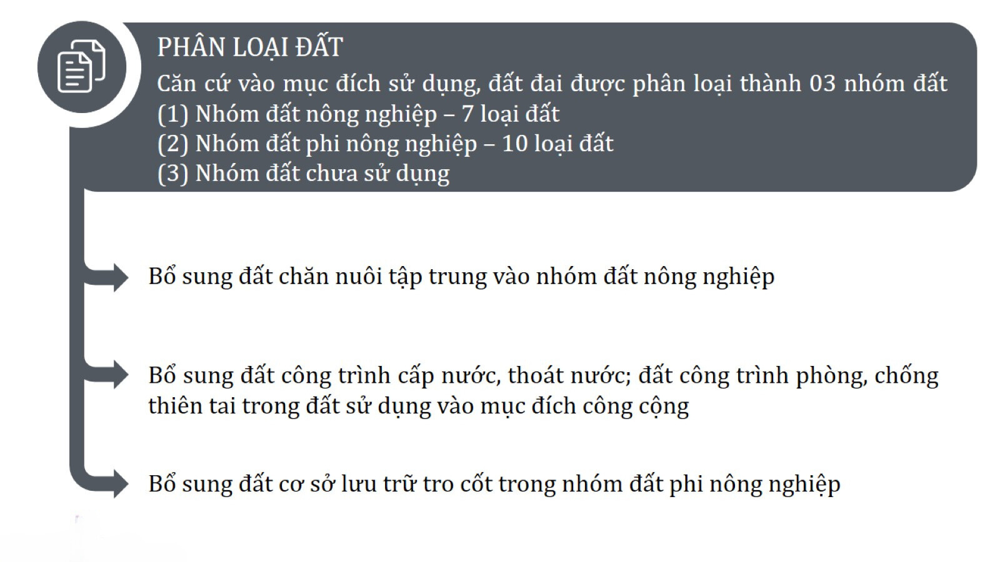 PHÂN LOẠI ĐẤT
Căn cứ vào mục đích sử dụng, đất đai được phân loại thành 03 nhóm đất
(1) Nhóm đất nông nghiệp – 7 loại đất
(2) Nhóm đất phi nông nghiệp – 10 loại đất
(3) Nhóm đất chưa sử dụng
Bổ sung đất chăn nuôi tập trung vào nhóm đất nông nghiệp
Bổ sung đất công trình cấp nước, thoát nước; đất công trình phòng, chống
thiên tai trong đất sử dụng vào mục đích công cộng
Bổ sung đất cơ sở lưu trữ tro cốt trong nhóm đất phi nông nghiệp